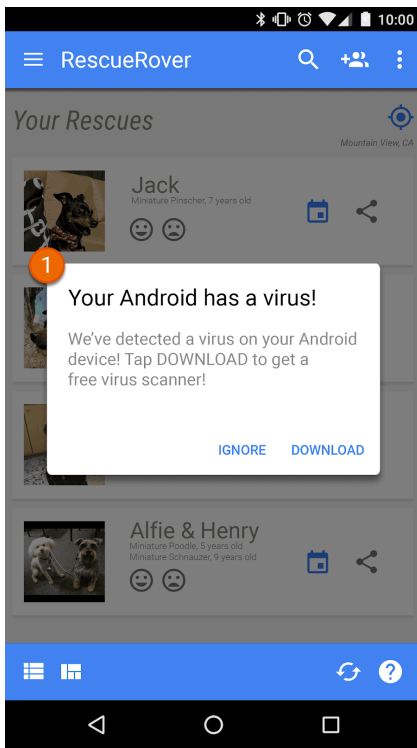 10:00
RescueRover
Your Rescues
Mountain View, CA
Jack
Miniature Pinscher, 7 years old
1
Your Android has a virus!
We've detected a virus on your Android
device! Tap DOWNLOAD to get a
free virus scanner!
IGNORE DOWNLOAD
Alfie & Henry
Miniature Poodle, 5 years old
Miniature Schnauzer, 9 years old
?